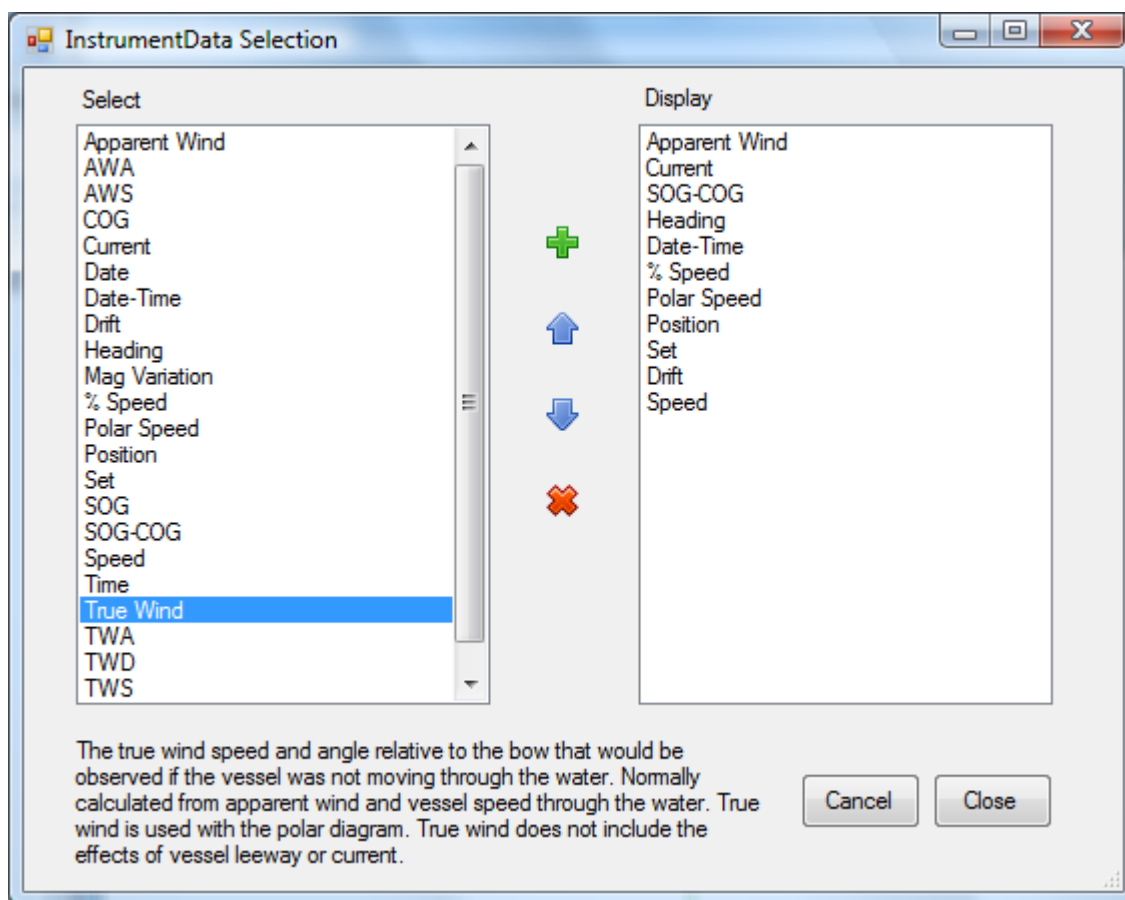 InstrumentData Selection
Select
Apparent Wind
AWA
AWS
COG
Current
Date
Date-Time
Drift
Heading
Mag Variation
% Speed
Polar Speed
Position
Set
SOG
SOG-COG
Speed
Time
True Wind
TWA
TWD
TWS
Display
Apparent Wind
Current
SOG-COG
Heading
Date-Time
% Speed
Polar Speed
Position
Set
Drift
Speed
The true wind speed and angle relative to the bow that would be
observed if the vessel was not moving through the water. Normally
calculated from apparent wind and vessel speed through the water. True
wind is used with the polar diagram. True wind does not include the
effects of vessel leeway or current.
Cancel
Close